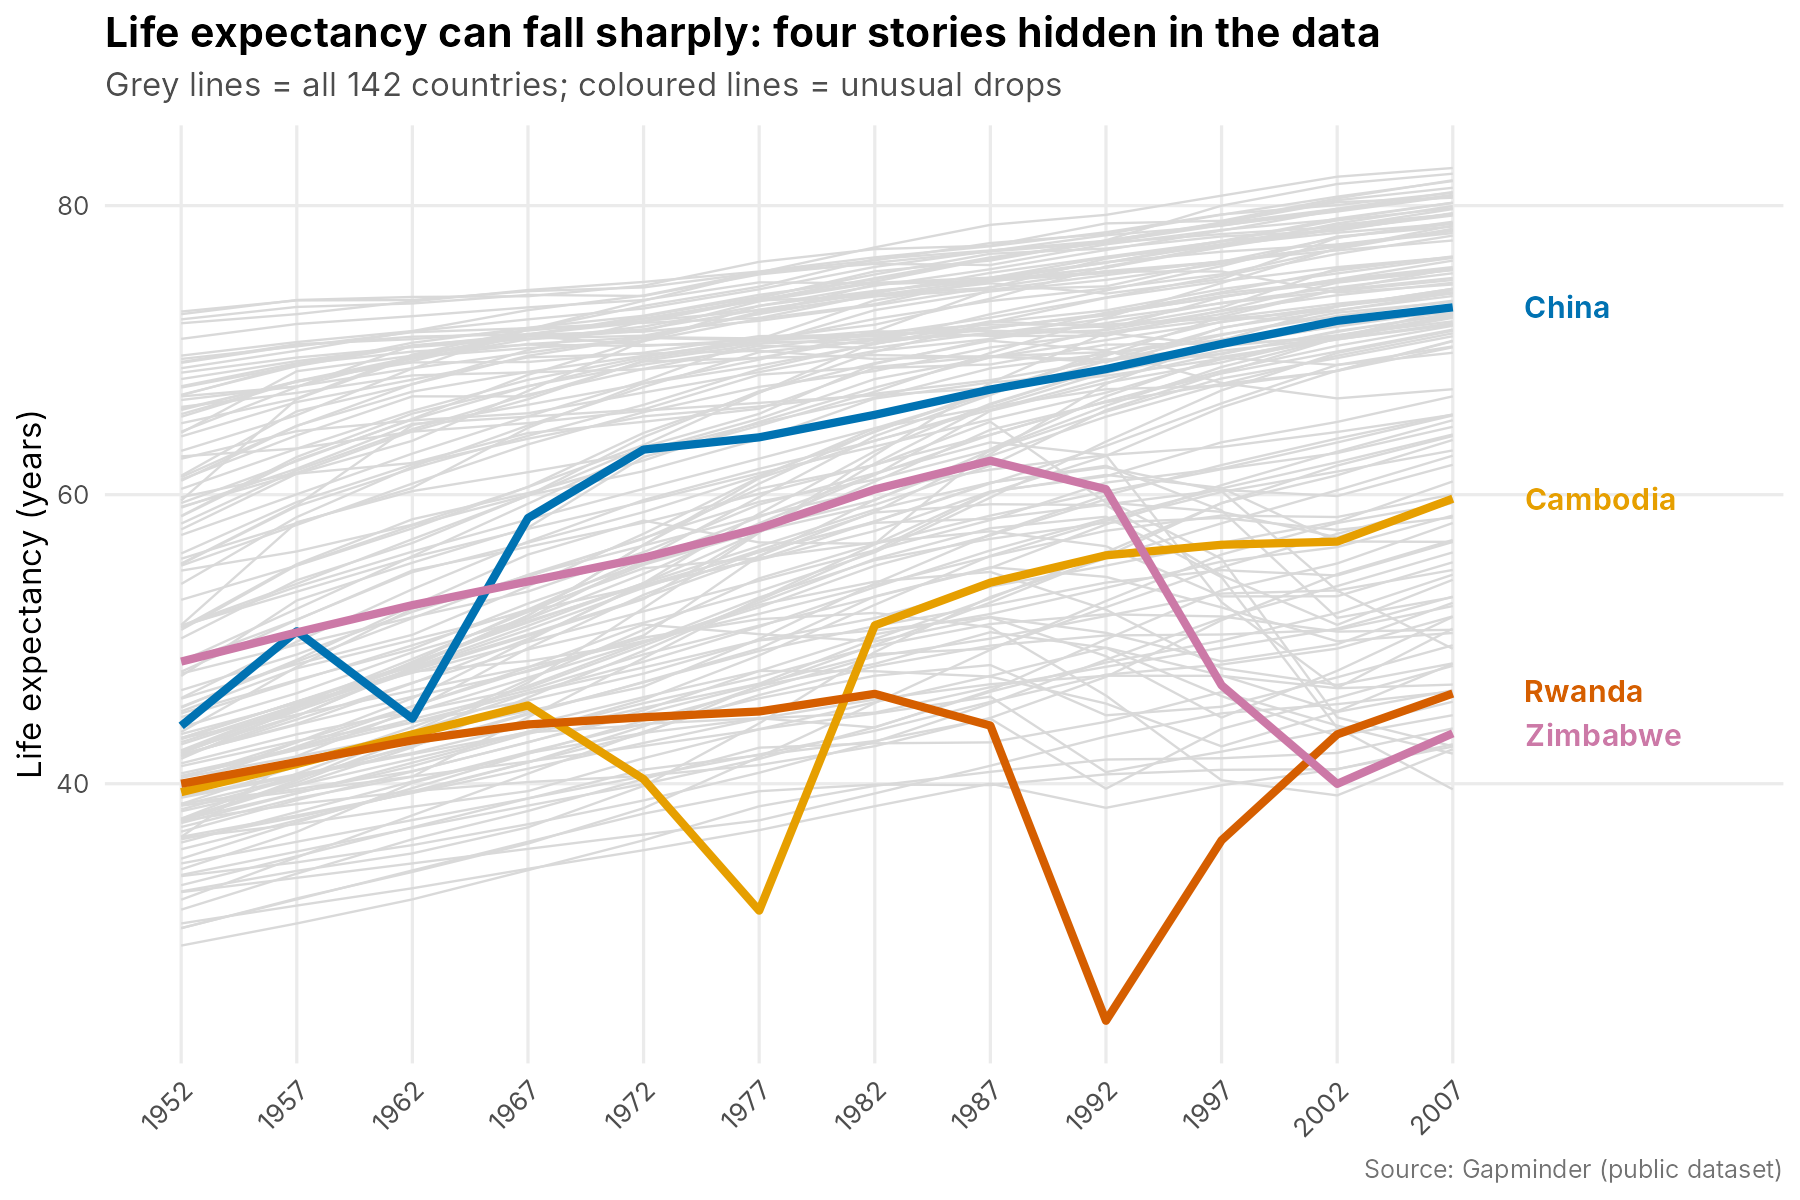 Life expectancy can fall sharply: four stories hidden in the data
Grey lines = all 142 countries; coloured lines = unusual drops
Life expectancy (years)
80
60
40
China
Cambodia
Rwanda
Zimbabwe
1952
1957
1962
1967
1972
1977
1982
1987
1992
1997
2002
2007
Source: Gapminder (public dataset)